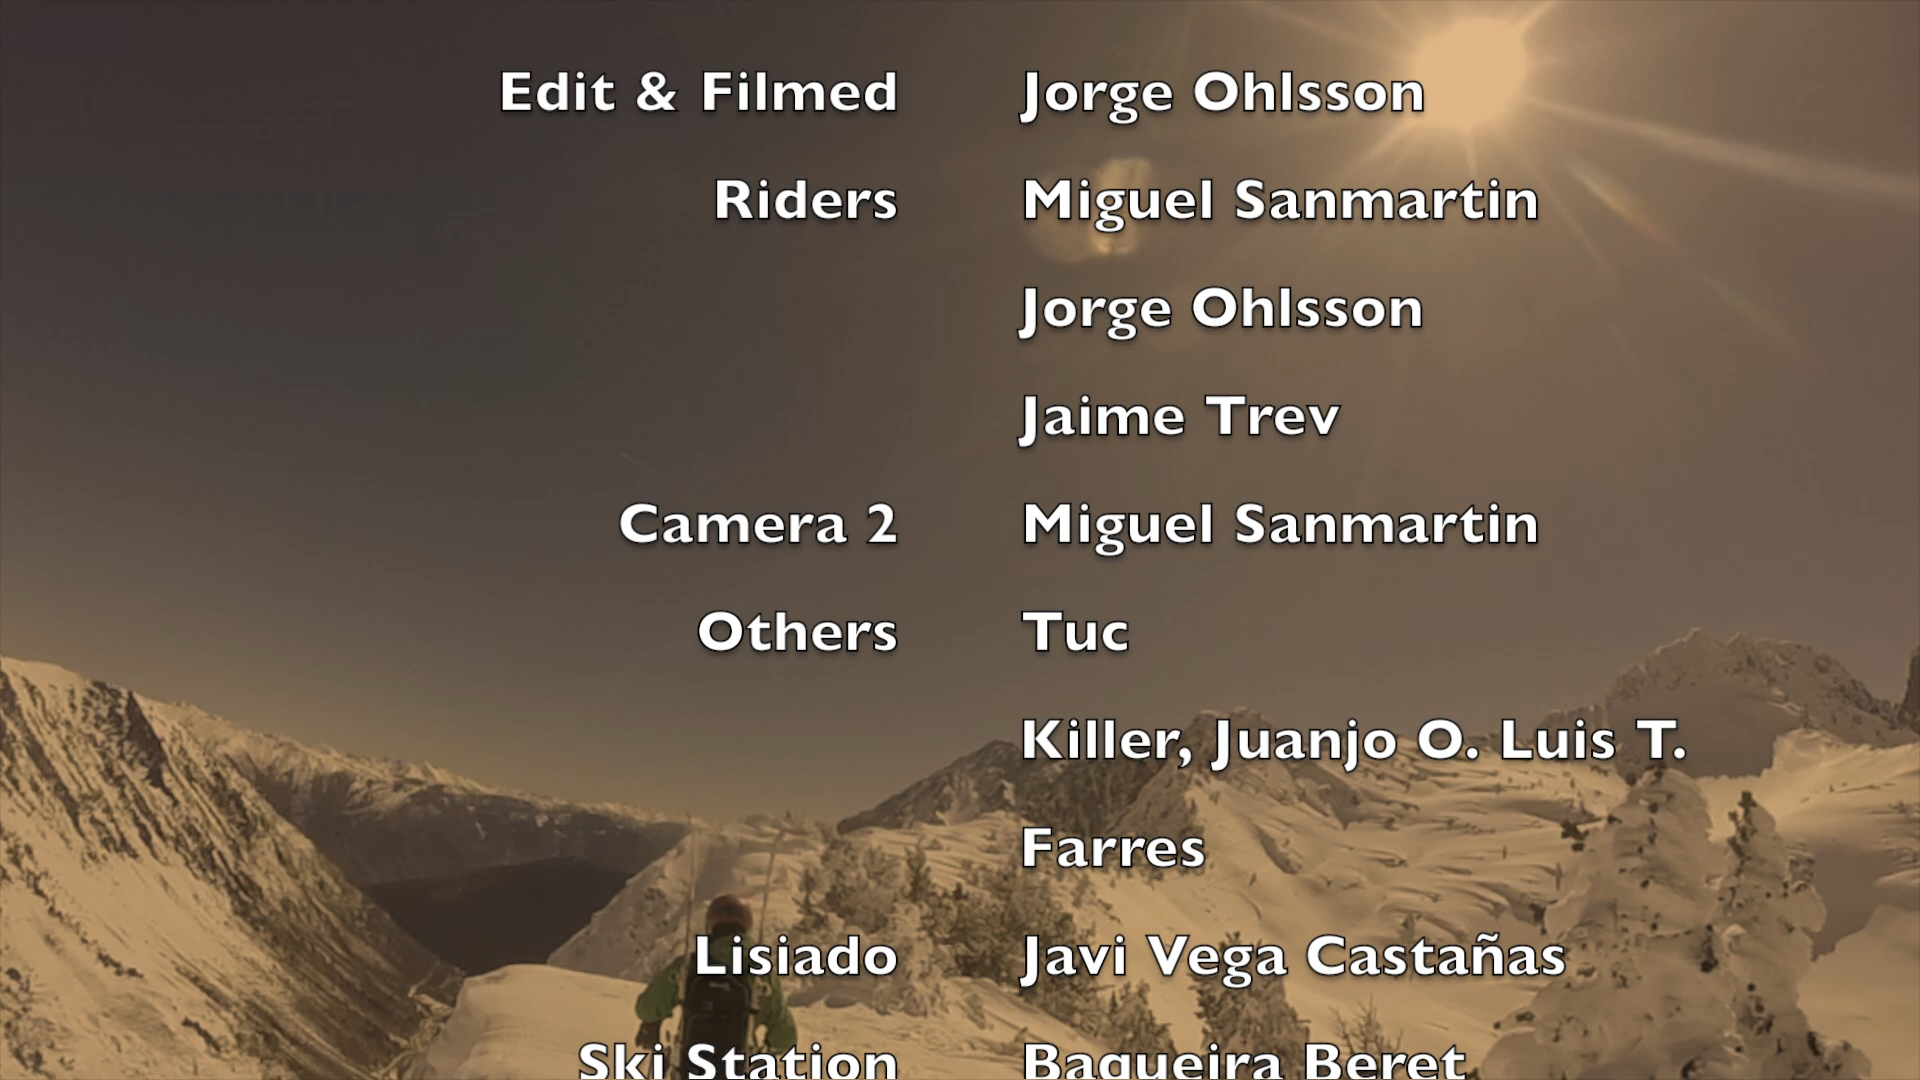 Edit & Filmed Jorge Ohlsson
Riders Miguel Sanmartin
Jorge Ohlsson
Jaime Trev
Camera 2 Miguel Sanmartin
Others Tuc
Killer, Juanjo O. Luis T.
Farres
Lisiado Javi Vega Castañas
Ski Station Baqueira Beret